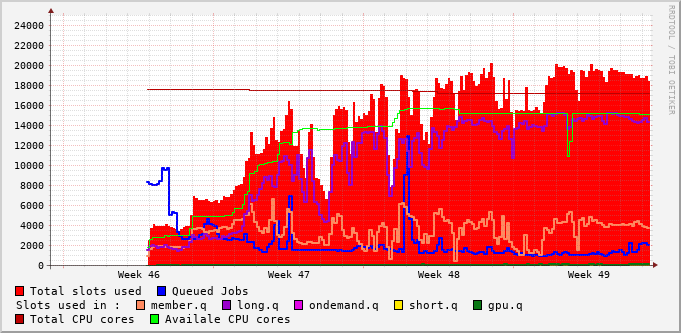 24000
22000
20000
18000
16000
14000
12000
10000
8000
6000
4000
2000
0
Week 46 Week 47 Week 48 Week 49
Total slots used Queued Jobs
Slots used in : member.q long.q ondemand.q short.q gpu.q
Total CPU cores Availale CPU cores
RRDTOOL / TOBI OETIKER